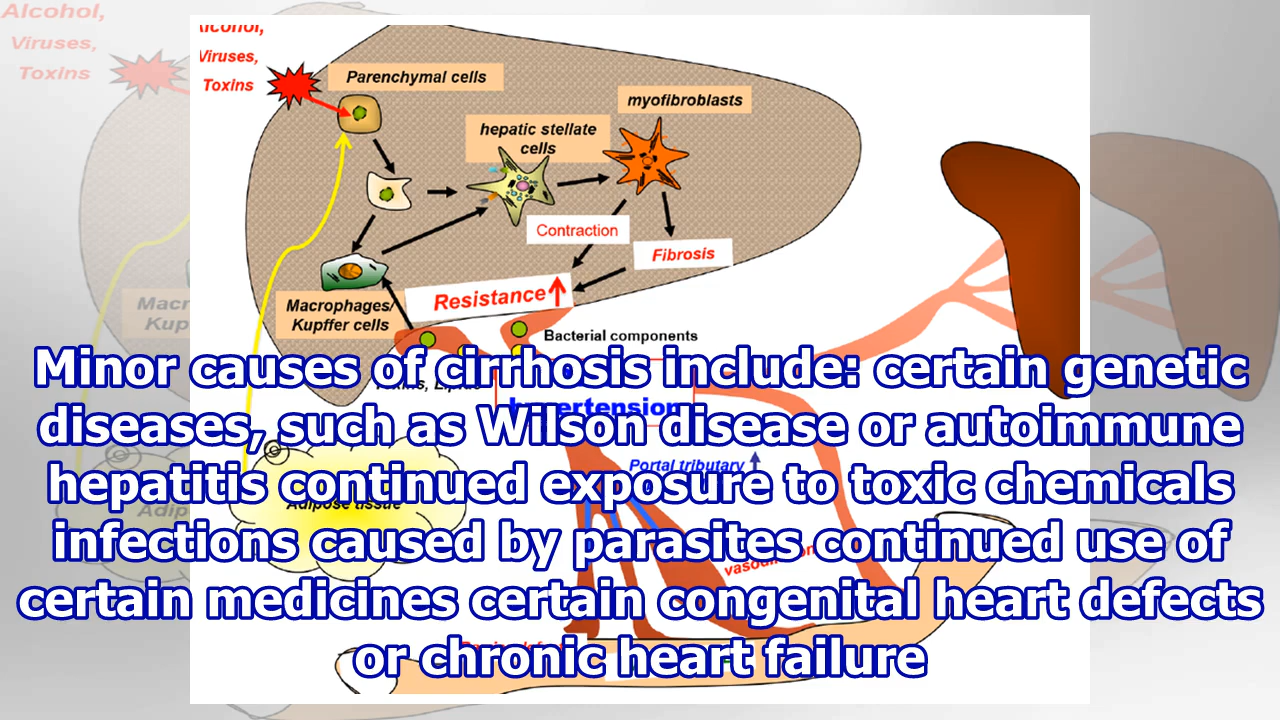 Alcohol,
Viruses,
Toxins
Alcohol,
Viruses,
Toxins
Parenchymal cells
myofibroblasts
hepatic stellate
cells
Contraction
Fibrosis
Resistance
Macrophages/
Kupffer cells
Bacterial components
Minor causes of cirrhosis include: certain genetic
diseases, such as Wilson disease or autoimmune
hepatitis continued exposure to toxic chemicals
infections caused by parasites continued use of
certain medicines certain congenital heart defects
or chronic heart failure
hypertension
Portal tributary
Adipose tissue